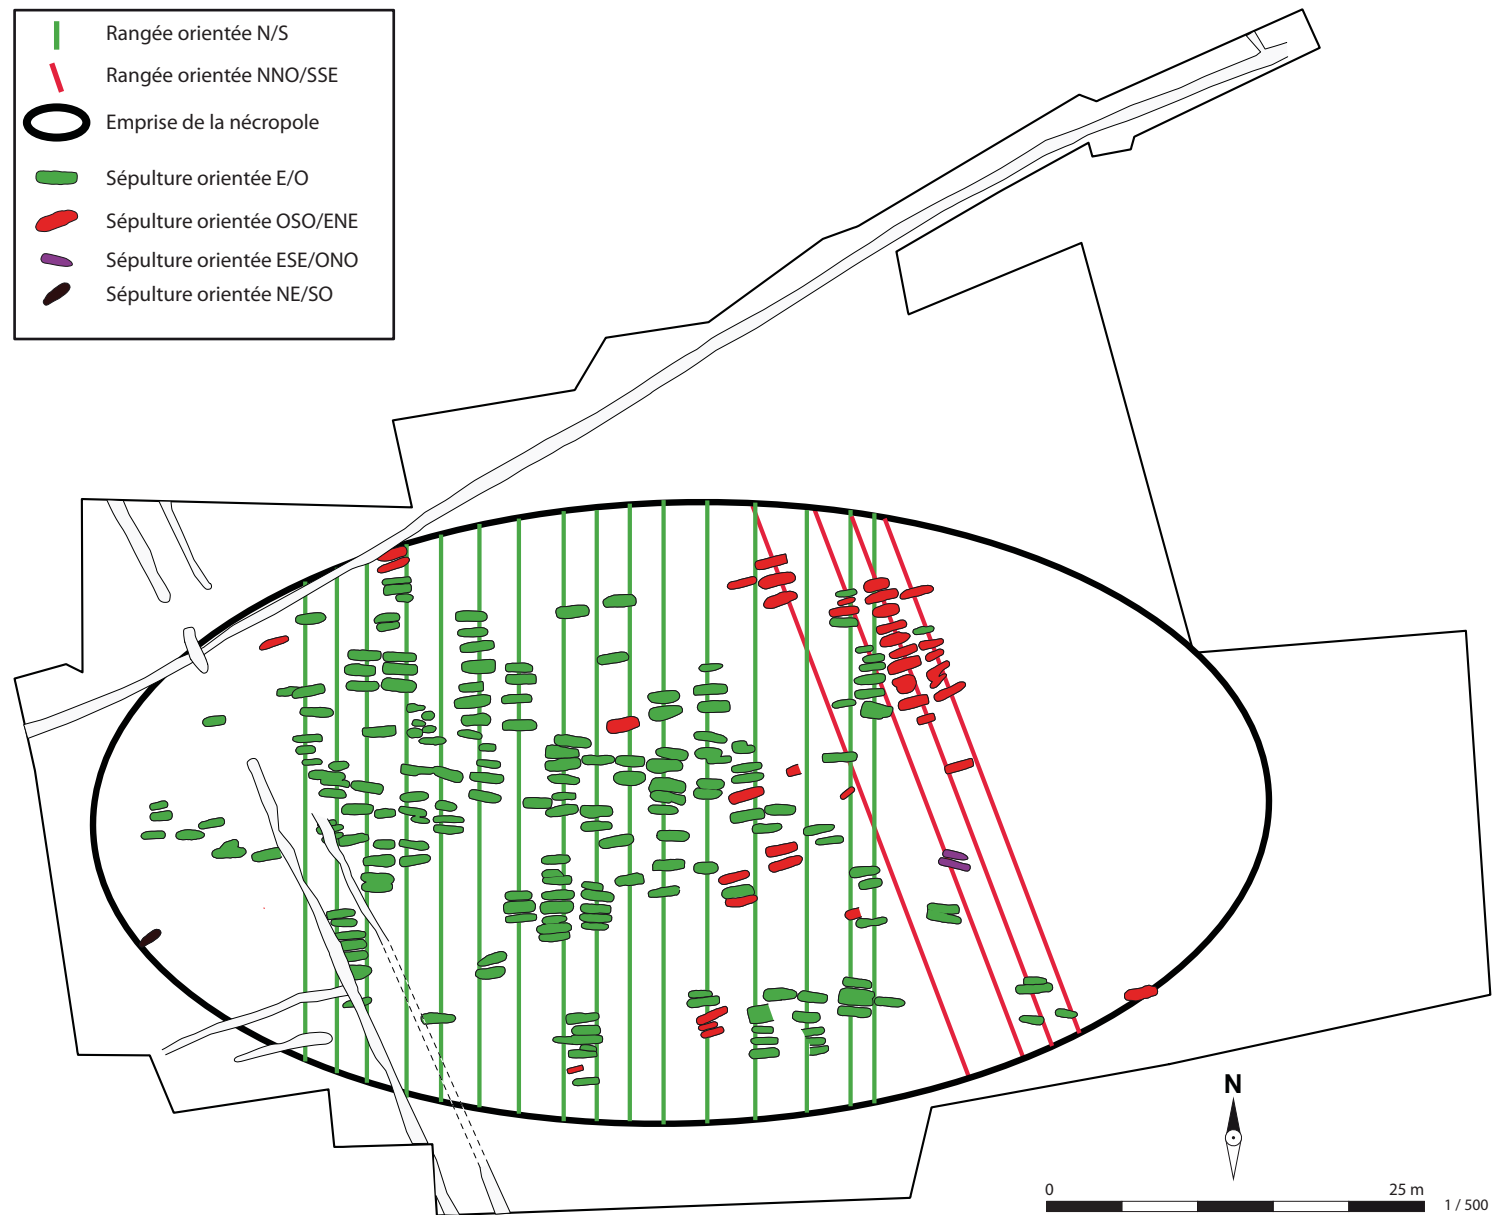 Rangée orientée N/S
Rangée orientée NNO/SSE
Emprise de la nécropole
Sépulture orientée E/O
Sépulture orientée OSO/ENE
Sépulture orientée ESE/ONO
Sépulture orientée NE/SO
N
0 25 m
1 / 500